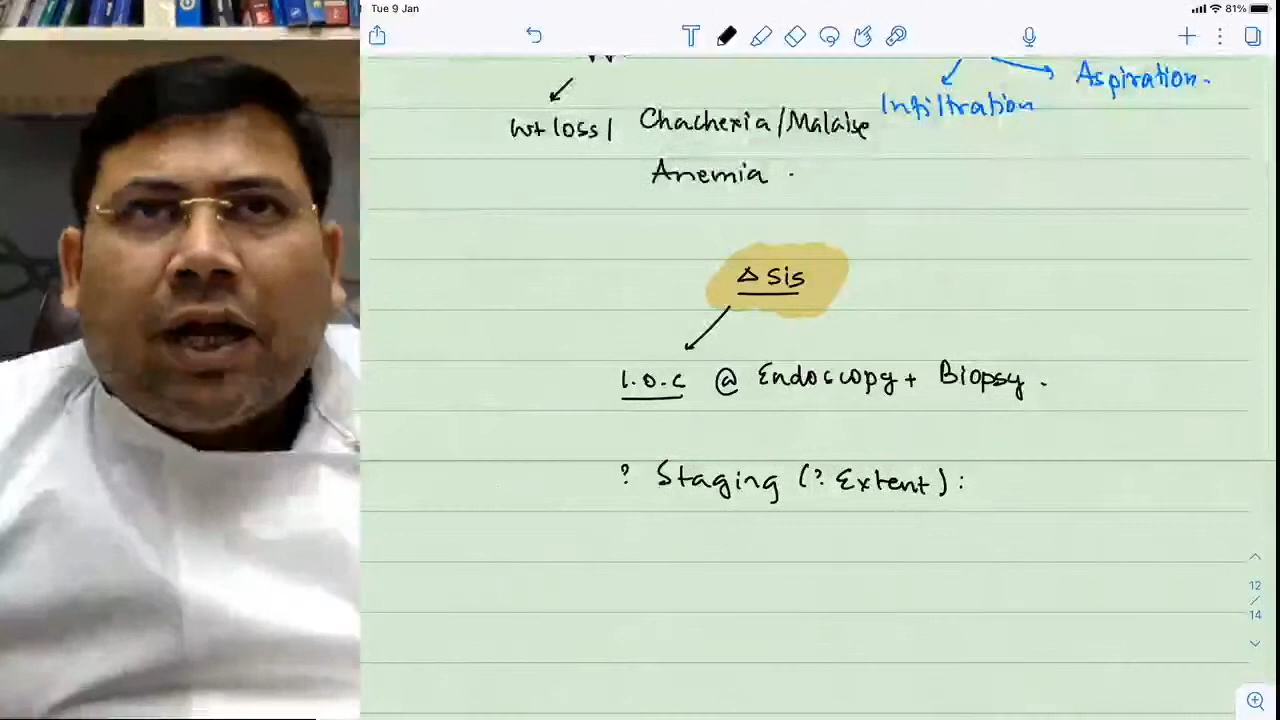 Tue 9 Jan
81%
T
Aspiration.
Infiltration
Wt loss/ Chachexia/Malaise
Anemia.
Δ sis
I.O.C @ Endoscopy + Biopsy.
? Staging (? Extent):
12
/
14